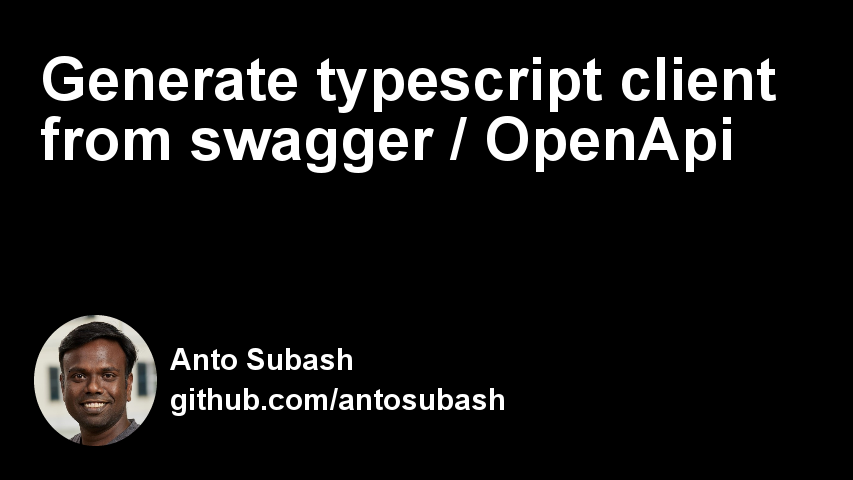 Generate typescript client
from swagger / OpenApi
Anto Subash
github.com/antosubash